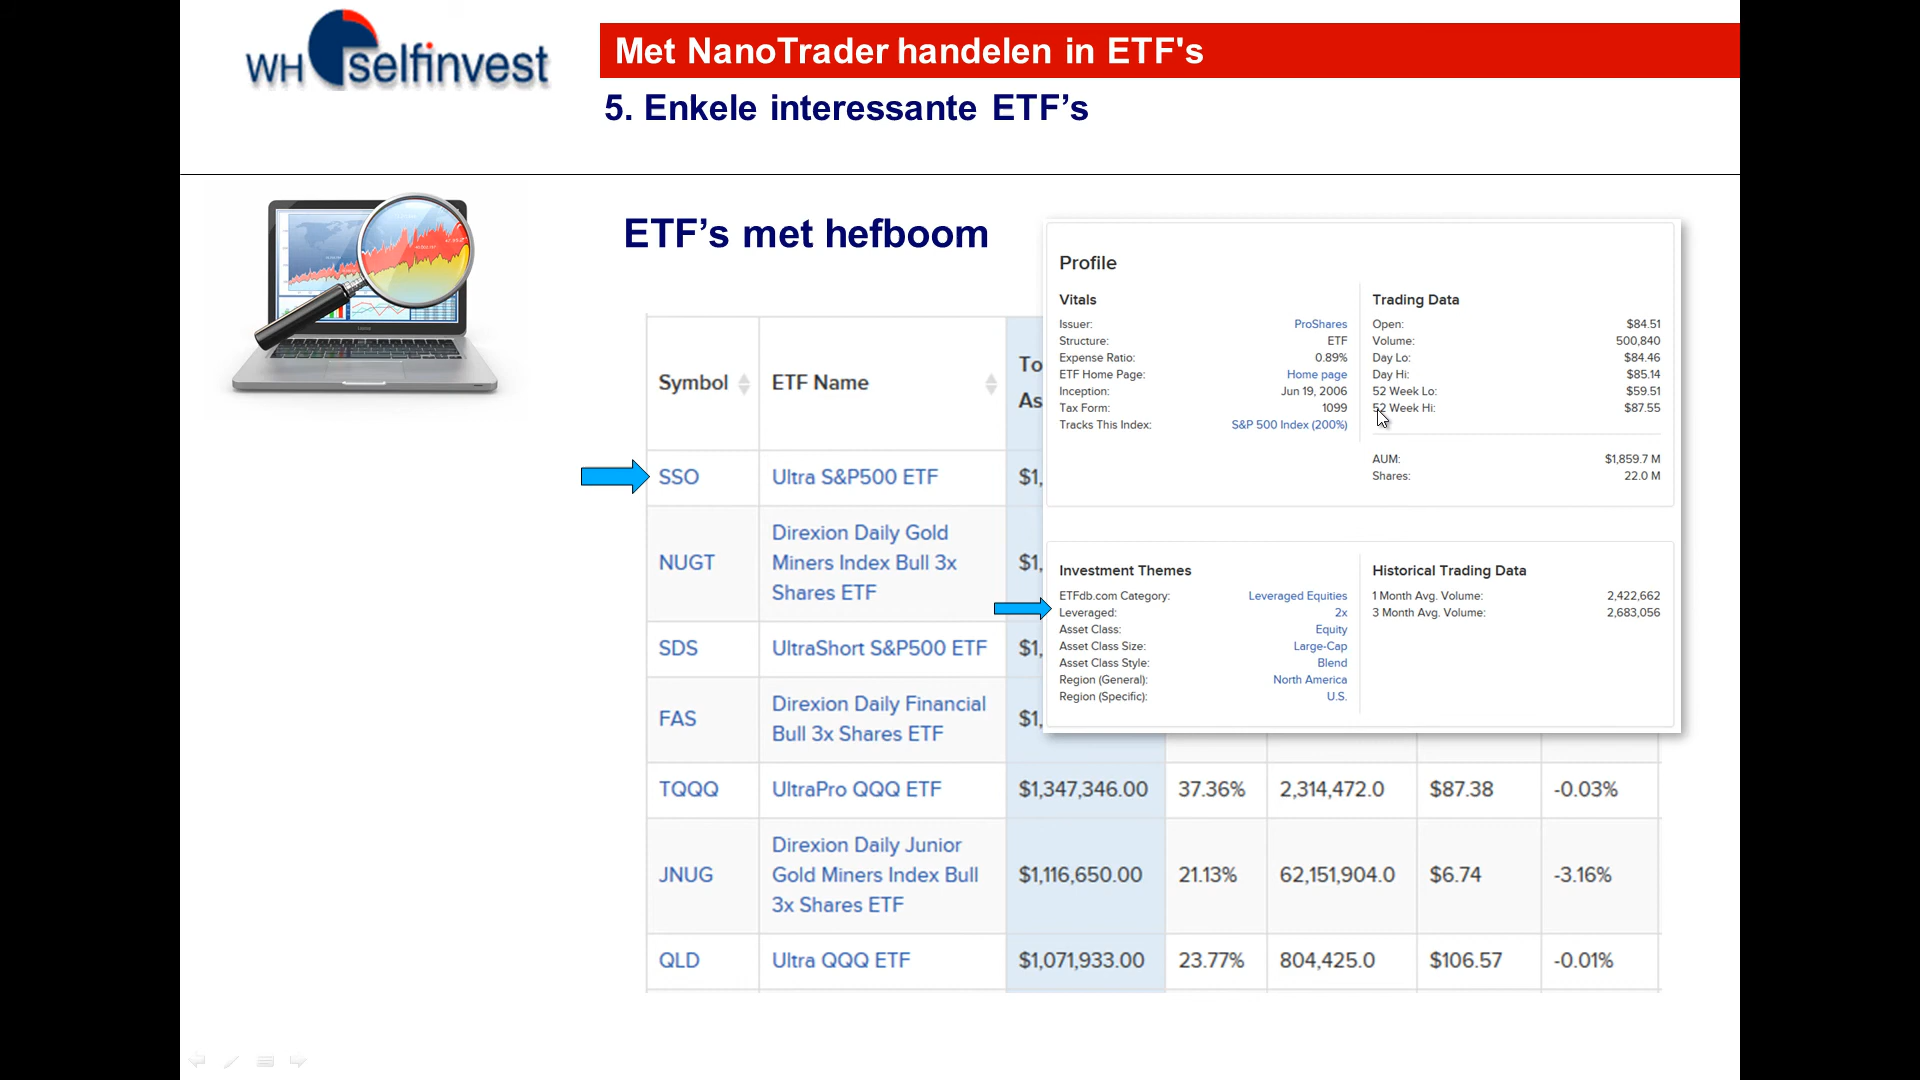 WH selfinvest
Met NanoTrader handelen in ETF's
5. Enkele interessante ETF’s
ETF’s met hefboom
Profile
Vitals
Issuer: ProShares
Structure: ETF
Expense Ratio: 0.89%
ETF Home Page: Home page
Inception: Jun 19, 2006
Tax Form: 1099
Tracks This Index: S&P 500 Index (200%)
Trading Data
Open: $84.51
Volume: 500,840
Day Lo: $84.46
Day Hi: $85.14
52 Week Lo: $59.51
52 Week Hi: $87.55
AUM: $1,859.7 M
Shares: 22.0 M
Investment Themes
ETFdb.com Category: Leveraged Equities
Leveraged: 2x
Asset Class: Equity
Asset Class Size: Large-Cap
Asset Class Style: Blend
Region (General): North America
Region (Specific): U.S.
Historical Trading Data
1 Month Avg. Volume: 2,422,662
3 Month Avg. Volume: 2,683,056
Symbol ETF Name To
As
SSO Ultra S&P500 ETF $1,
NUGT Direxion Daily Gold
Miners Index Bull 3x
Shares ETF $1,
SDS UltraShort S&P500 ETF $1,
FAS Direxion Daily Financial
Bull 3x Shares ETF $1,
TQQQ UltraPro QQQ ETF $1,347,346.00 37.36% 2,314,472.0 $87.38 -0.03%
JNUG Direxion Daily Junior
Gold Miners Index Bull
3x Shares ETF $1,116,650.00 21.13% 62,151,904.0 $6.74 -3.16%
QLD Ultra QQQ ETF $1,071,933.00 23.77% 804,425.0 $106.57 -0.01%